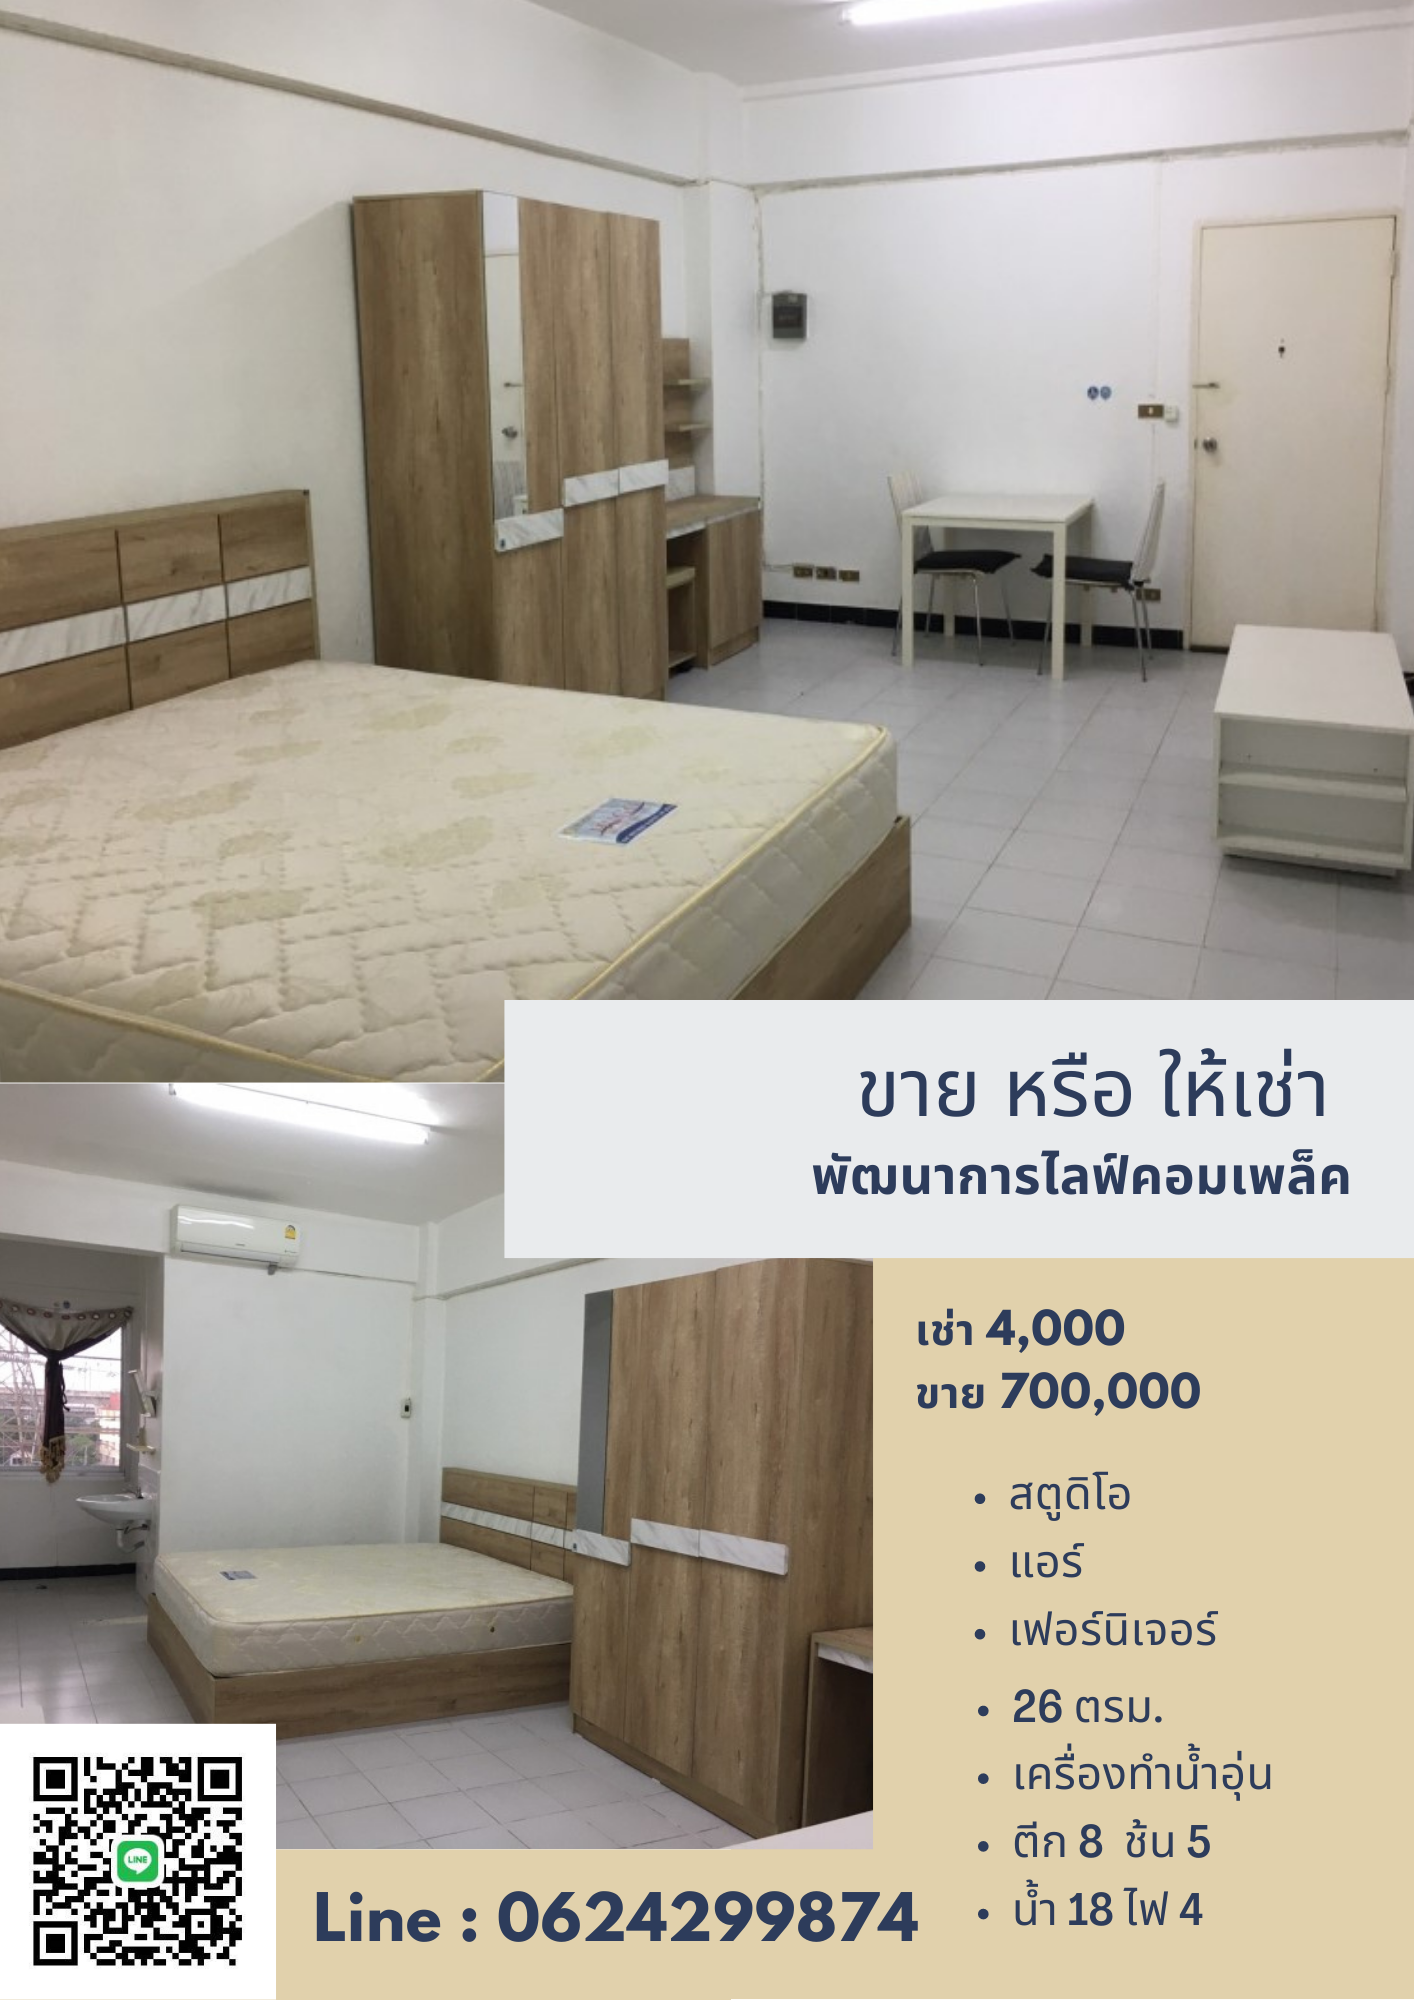 ขาย หรือ ให้เช่า
พัฒนาการไลฟ์คอมเพล็ค
เช่า 4,000
ขาย 700,000
• สตูดิโอ
• แอร์
• เฟอร์นิเจอร์
• 26 ตรม.
• เครื่องทำน้ำอุ่น
• ตึก 8 ชั้น 5
• น้ำ 18 ไฟ 4
LINE
Line : 0624299874